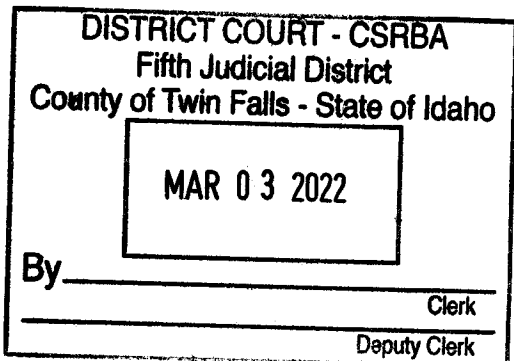 DISTRICT COURT - CSRBA
Fifth Judicial District
County of Twin Falls - State of Idaho
MAR 03 2022
By
Clerk
Deputy Clerk